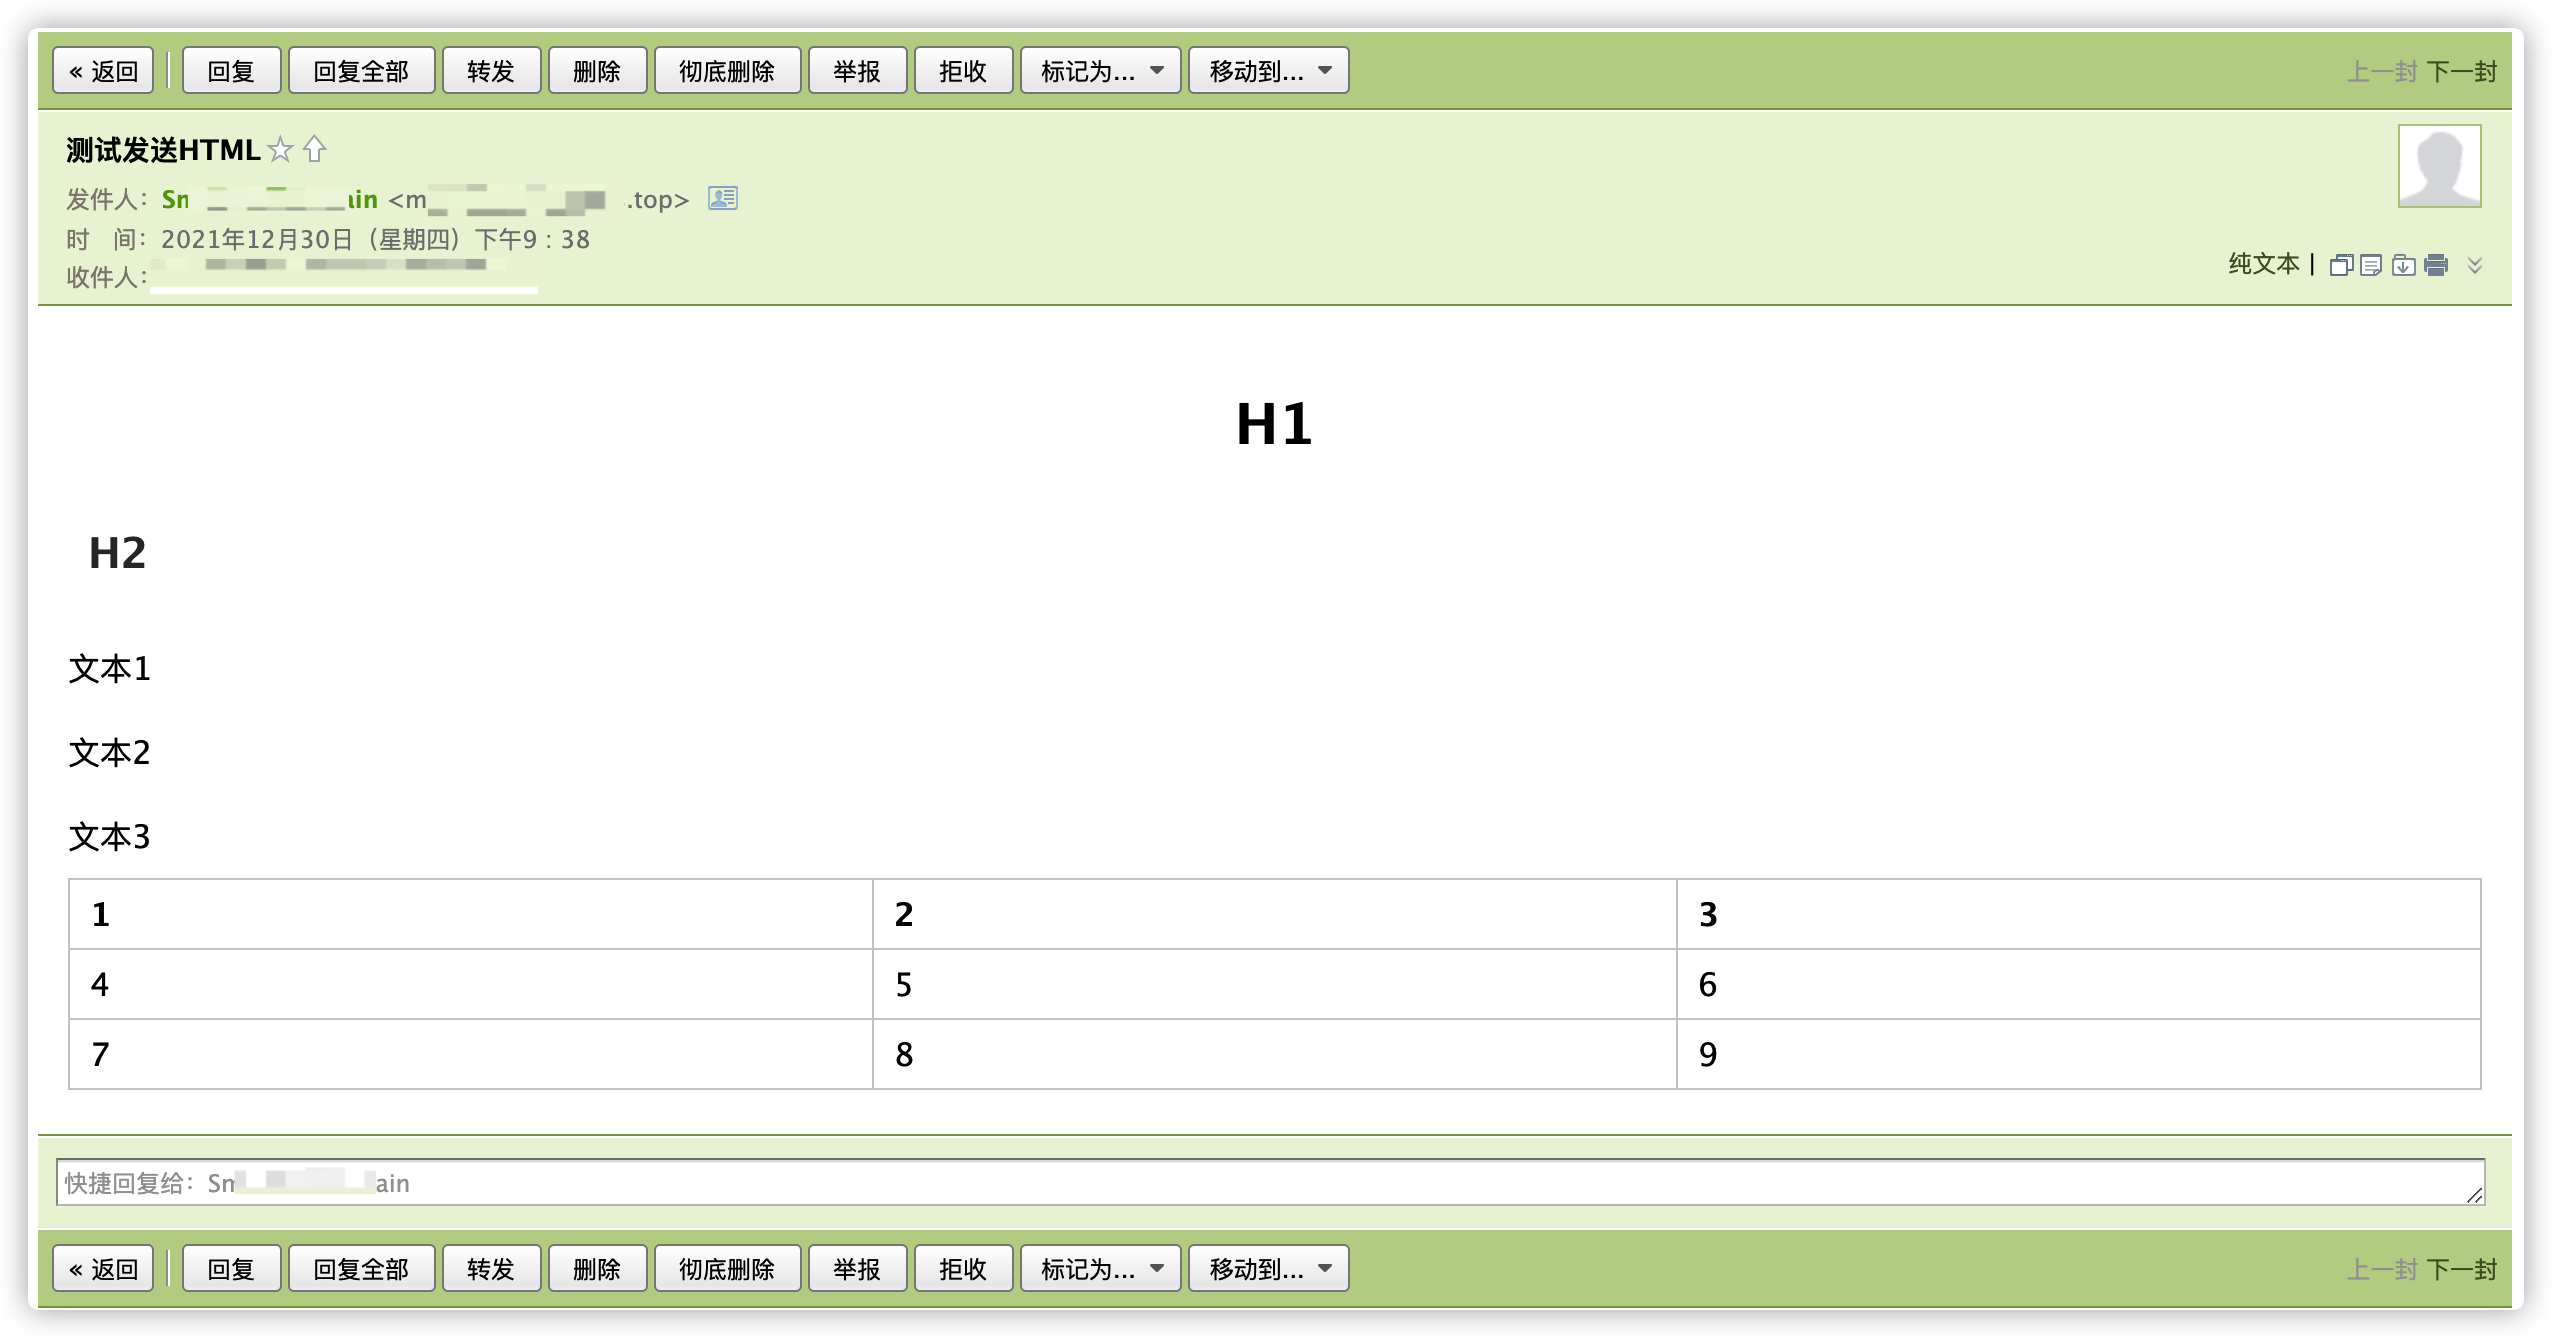 « 返回 回复 回复全部 转发 删除 彻底删除 举报 拒收 标记为... 移动到... 上一封 下一封
测试发送HTML
发件人： Sn ain <m .top>
时 间： 2021年12月30日（星期四）下午9 : 38
收件人：
纯文本 |
H1
H2
文本1
文本2
文本3
1 2 3
4 5 6
7 8 9
快捷回复给： Sm ain
« 返回 回复 回复全部 转发 删除 彻底删除 举报 拒收 标记为... 移动到... 上一封 下一封